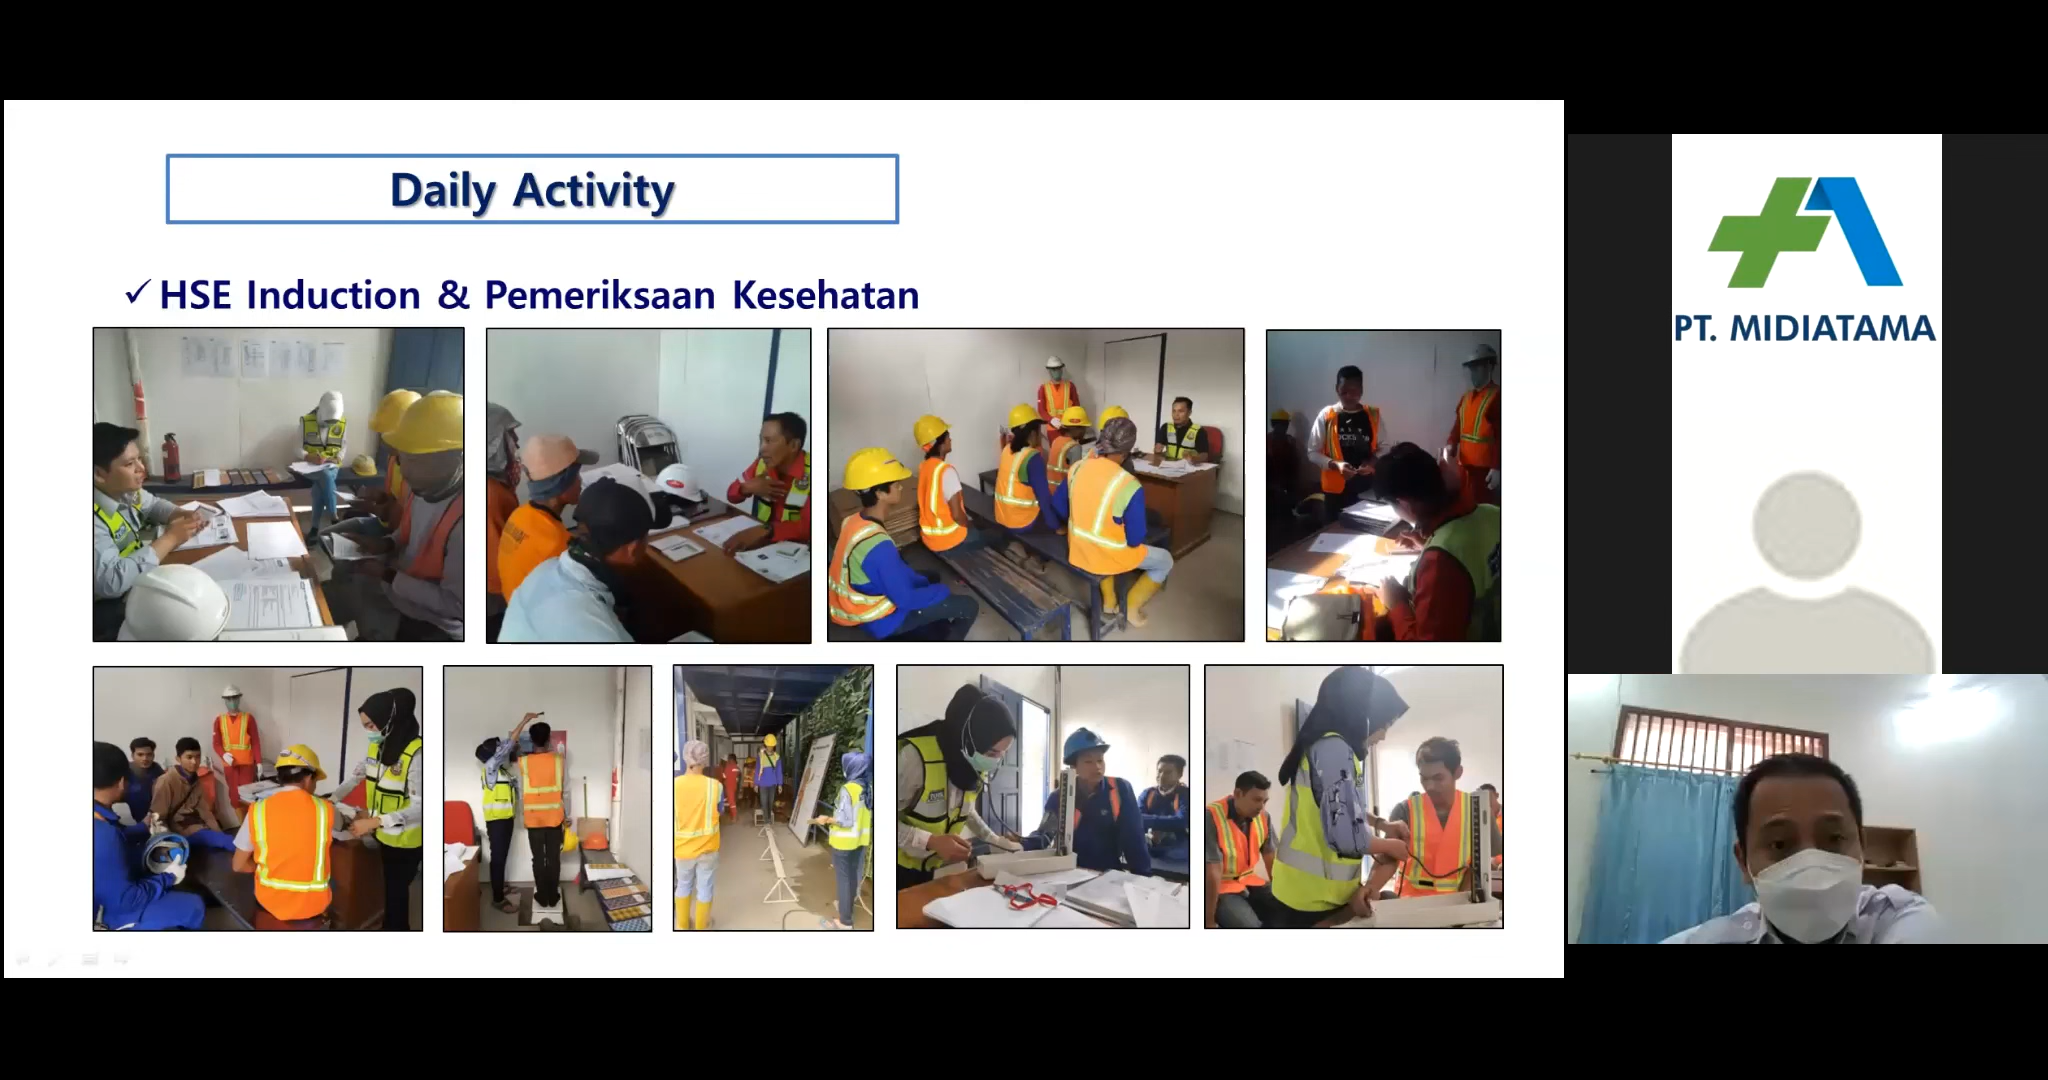 Daily Activity
✓ HSE Induction & Pemeriksaan Kesehatan
PT. MIDIATAMA